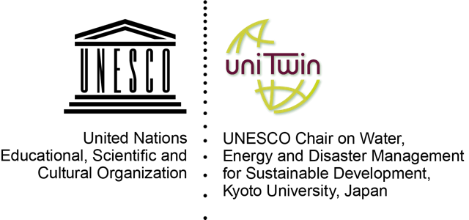 UNESCO
United Nations
Educational, Scientific and
Cultural Organization
uniTwin
UNESCO Chair on Water,
Energy and Disaster Management
for Sustainable Development,
Kyoto University, Japan